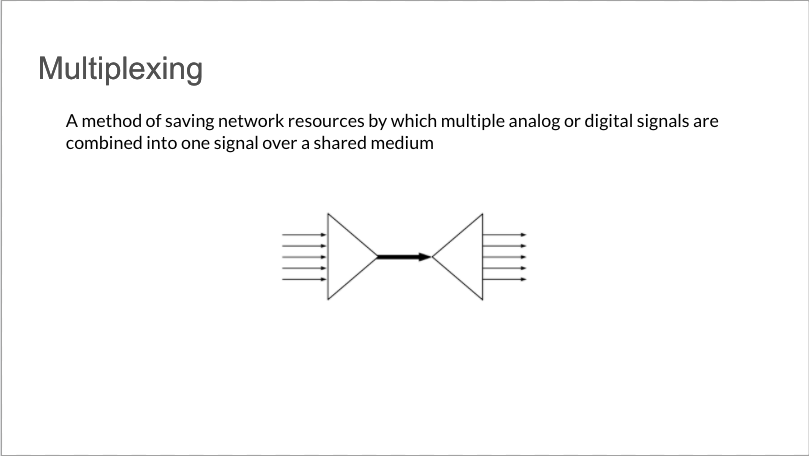 Multiplexing
A method of saving network resources by which multiple analog or digital signals are
combined into one signal over a shared medium